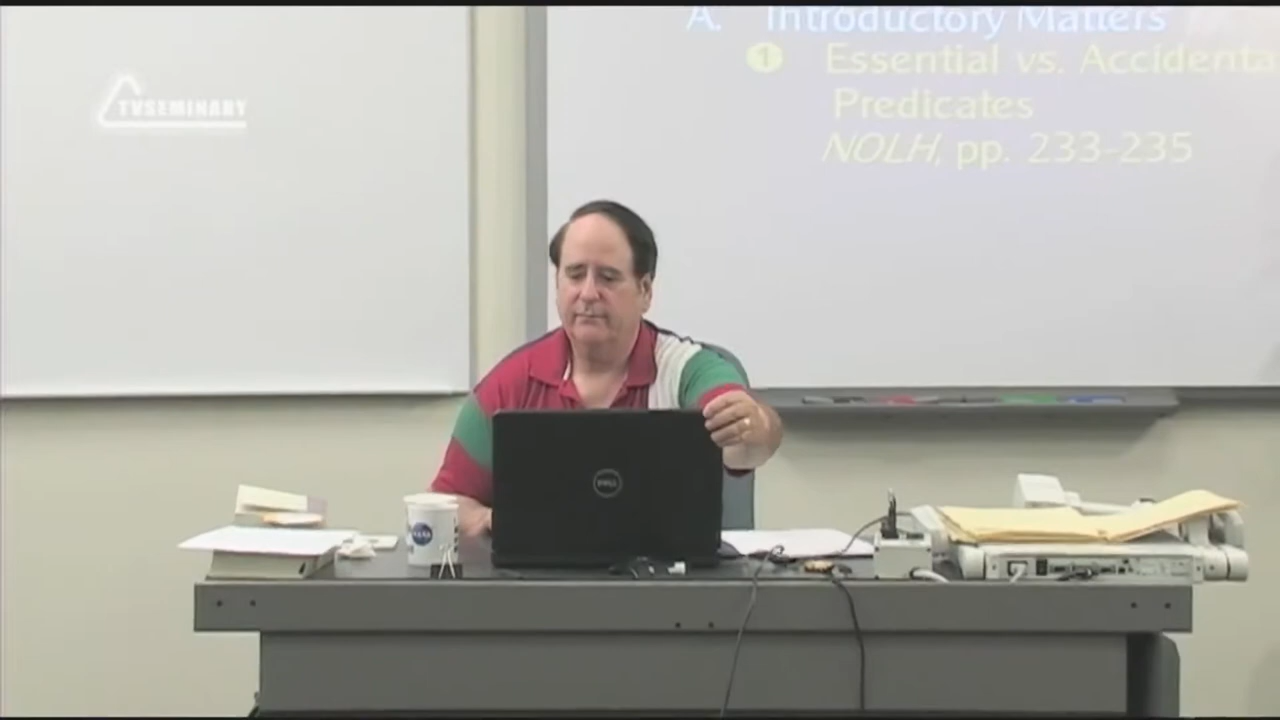 A. Introductory Matters
1 Essential vs. Accidenta
Predicates
NOLH, pp. 233-235
TVSEMINARY
DELL
NASA